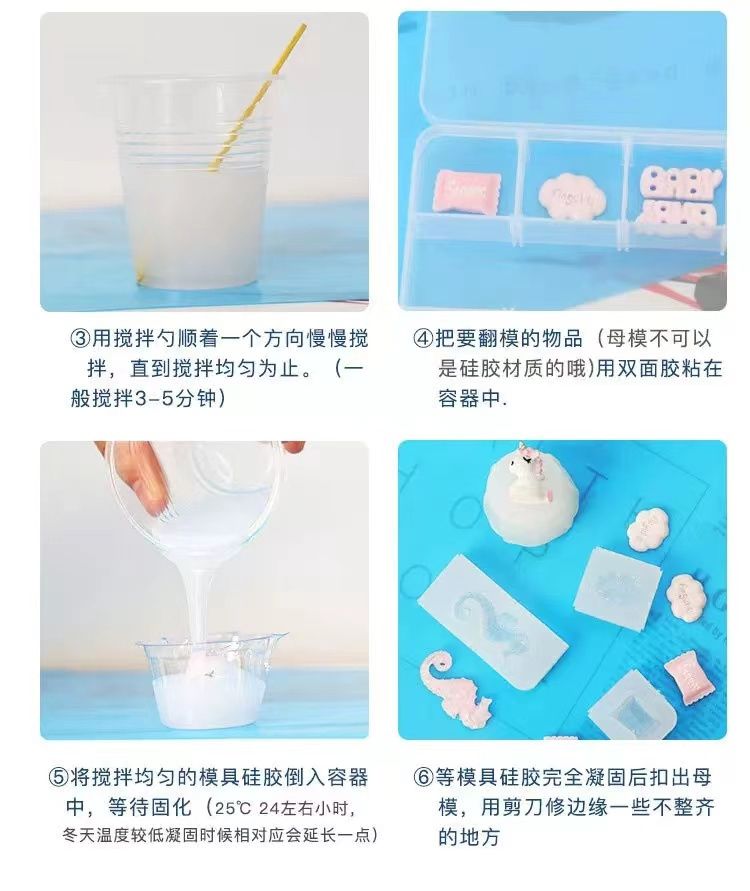 ③用搅拌勺顺着一个方向慢慢搅
拌，直到搅拌均匀为止。（一
般搅拌3-5分钟）
④把要翻模的物品（母模不可以
是硅胶材质的哦)用双面胶粘在
容器中.
⑤将搅拌均匀的模具硅胶倒入容器
中，等待固化（25℃ 24左右小时，
冬天温度较低凝固时候相对应会延长一点）
⑥等模具硅胶完全凝固后扣出母
模，用剪刀修边缘一些不整齐
的地方